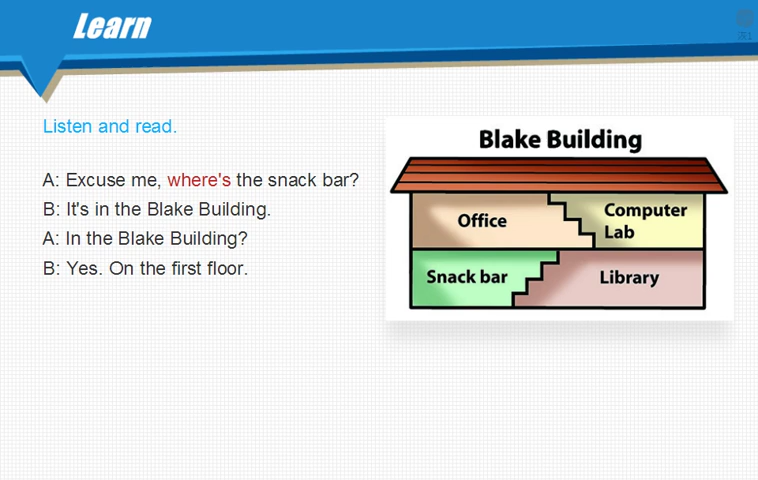 Learn
Listen and read.
A: Excuse me, where's the snack bar?
B: It's in the Blake Building.
A: In the Blake Building?
B: Yes. On the first floor.
Blake Building
Office
Computer
Lab
Snack bar
Library